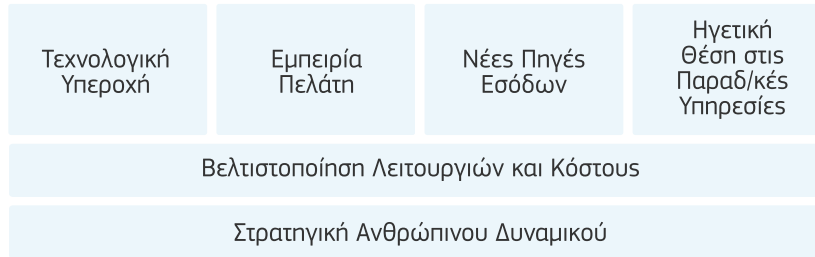 Τεχνολογική
Υπεροχή
Εμπειρία
Πελάτη
Νέες Πηγές
Εσόδων
Ηγετική
Θέση στις
Παραδ/κές
Υπηρεσίες
Βελτιστοποίηση Λειτουργιών και Κόστους
Στρατηγική Ανθρώπινου Δυναμικού